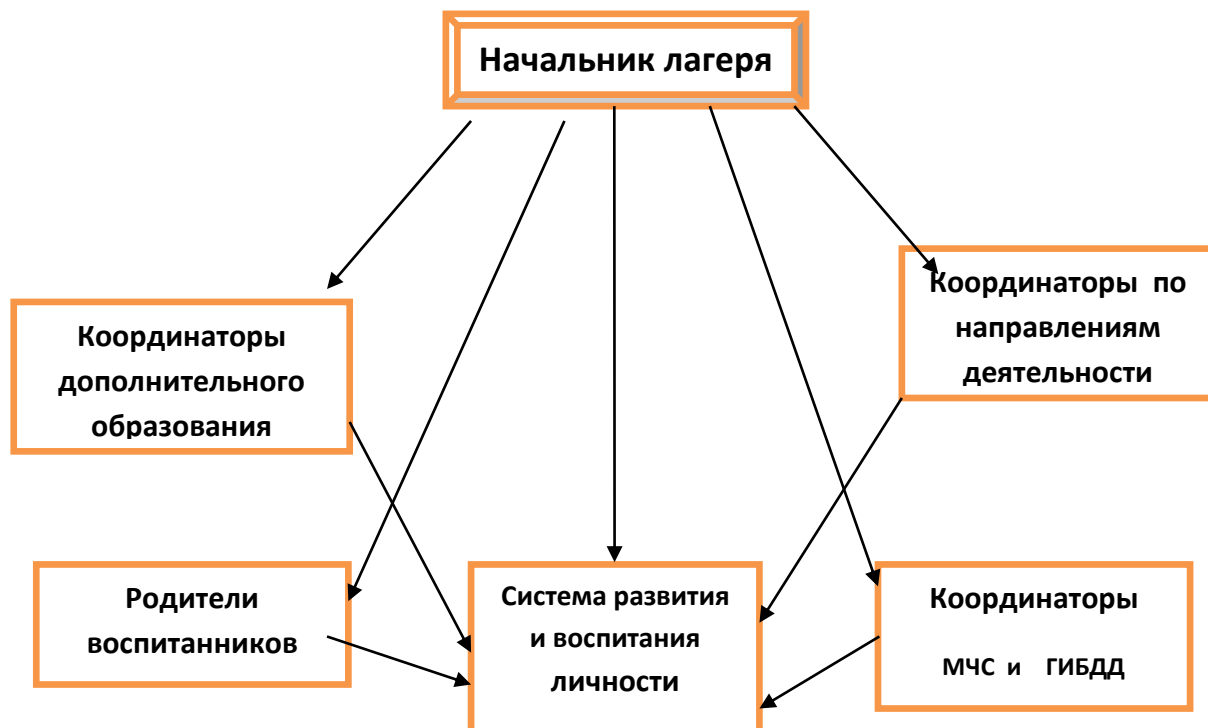 Начальник лагеря
Координаторы
дополнительного
образования
Координаторы по
направлениям
деятельности
Родители
воспитанников
Система развития
и воспитания
личности
Координаторы
МЧС и ГИБДД